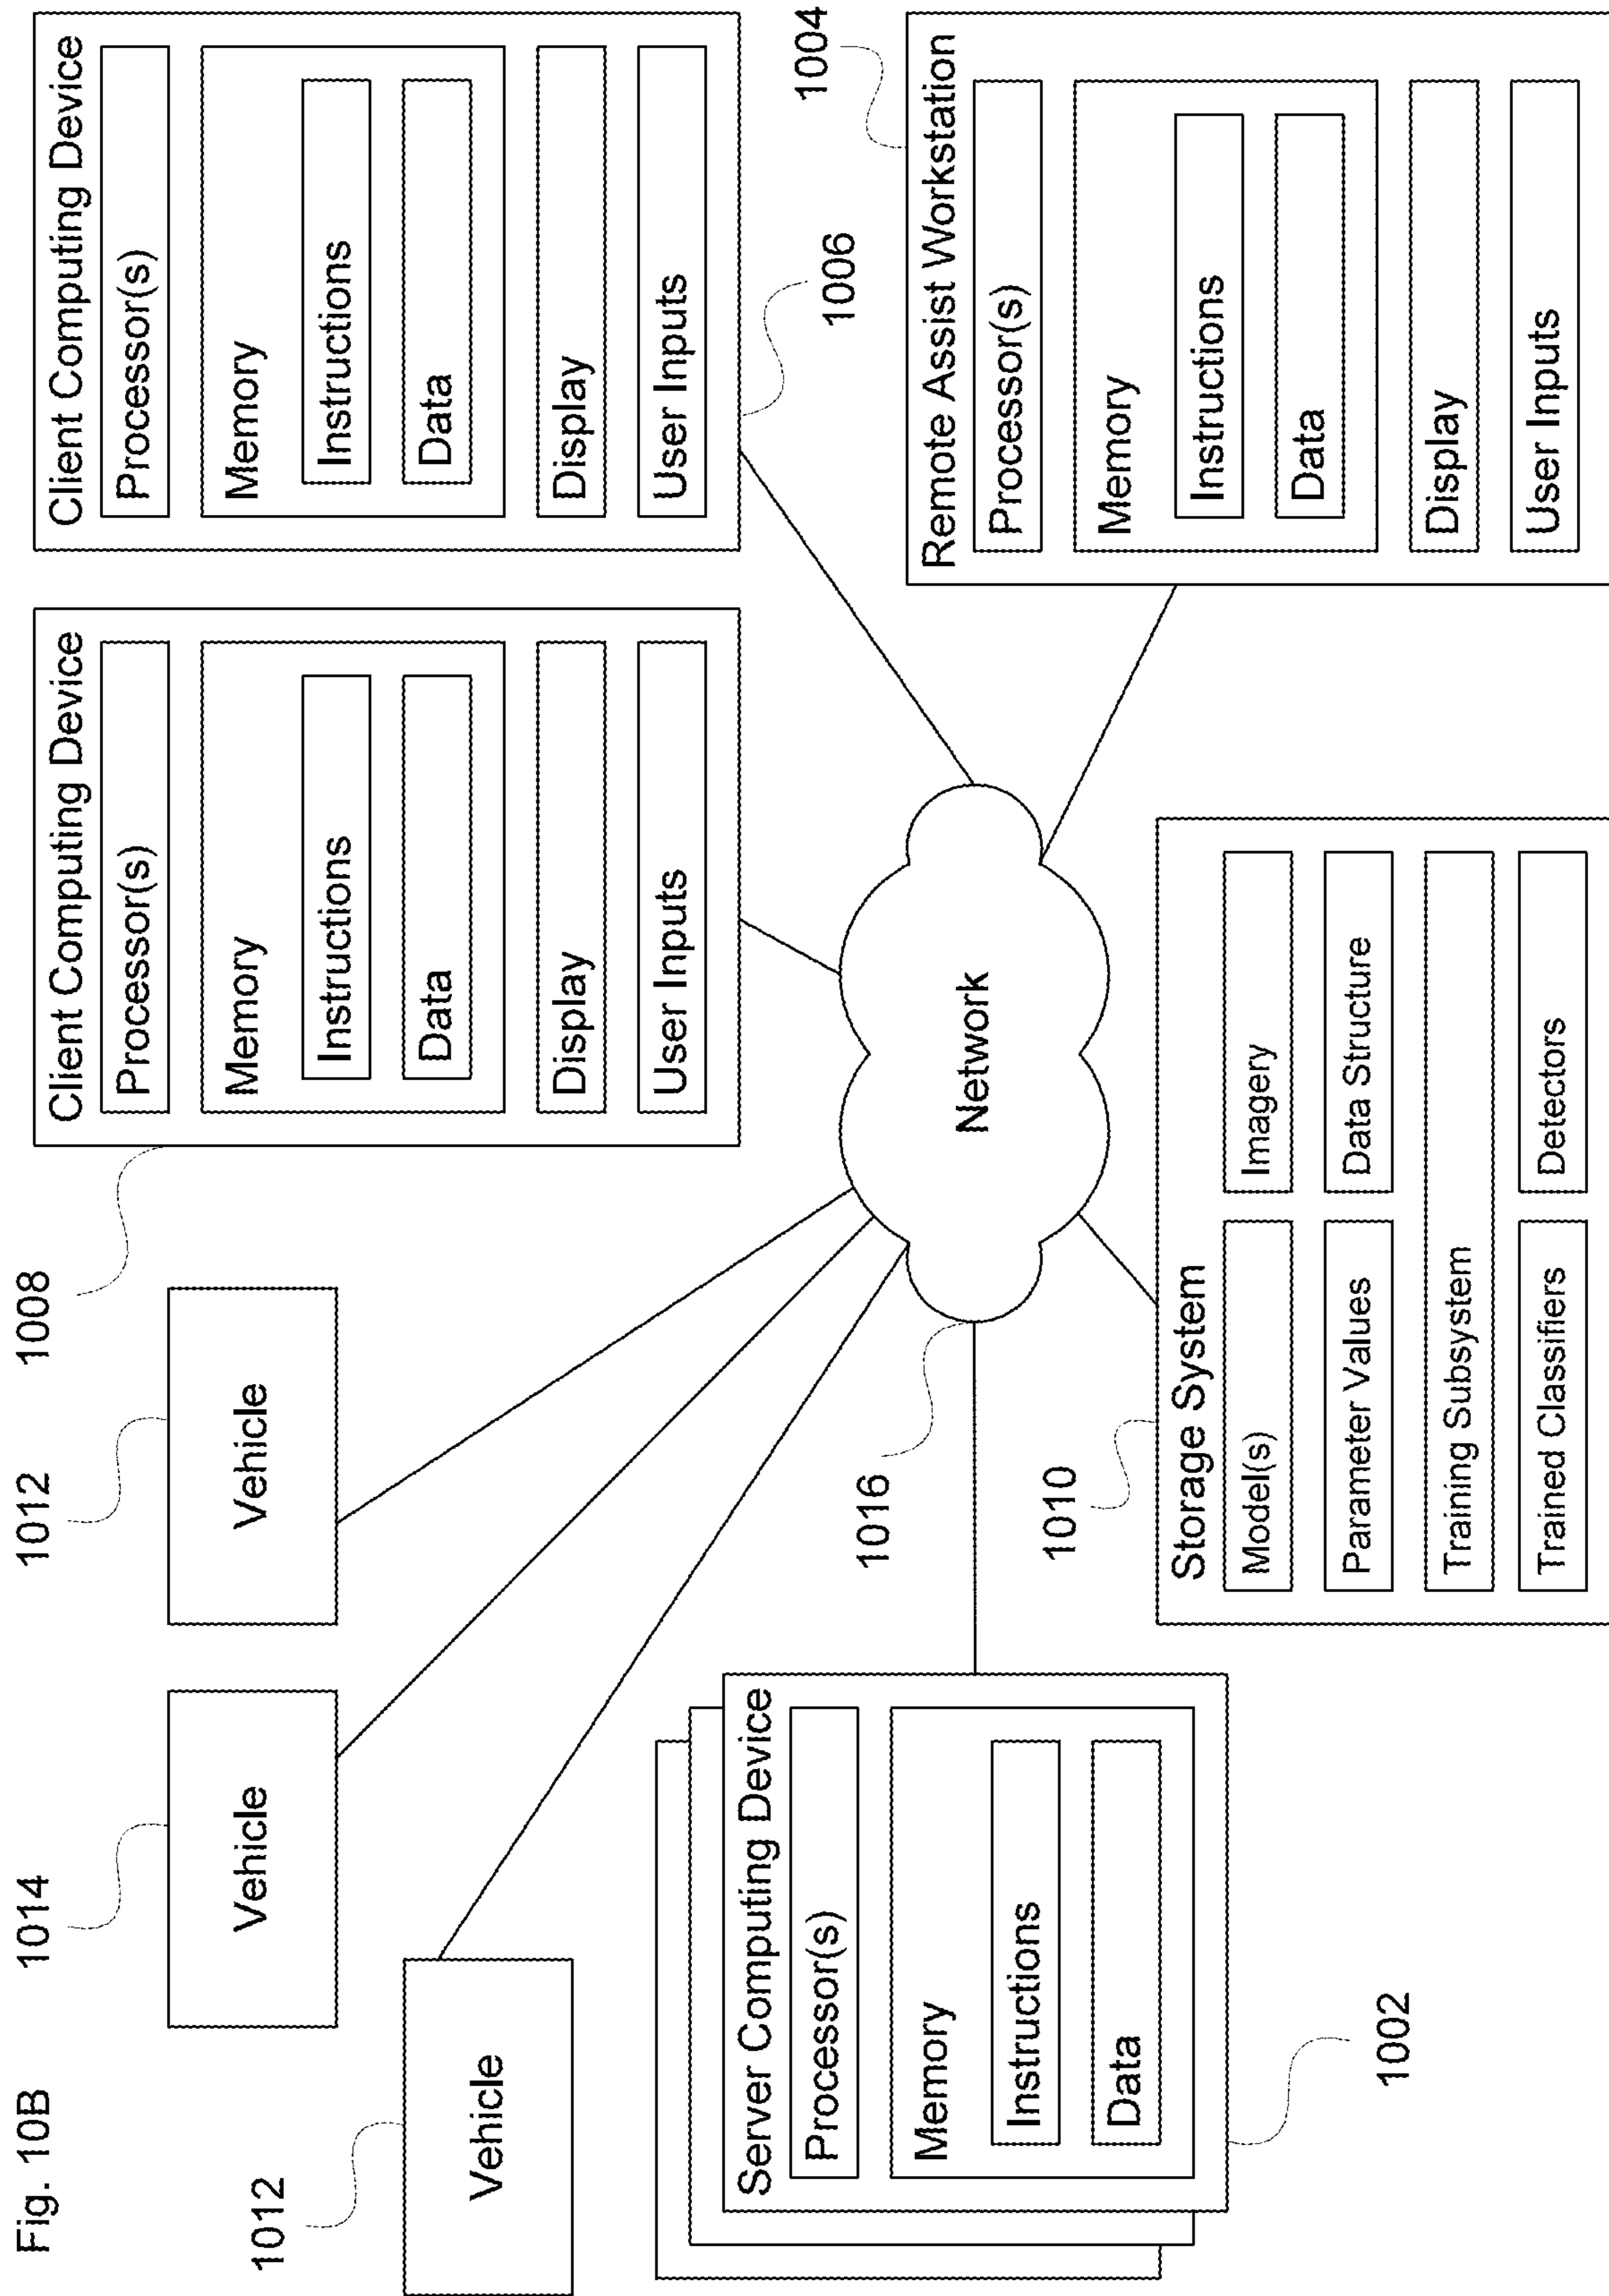 Fig. 10B
1012
Vehicle
1014
Vehicle
1012
Vehicle
1008
Client Computing Device
Processor(s)
Memory
Instructions
Data
Display
User Inputs
Client Computing Device
Processor(s)
Memory
Instructions
Data
Display
User Inputs
1006
Server Computing Device
Processor(s)
Memory
Instructions
Data
1002
Network
1016
1010
Storage System
Model(s)
Imagery
Parameter Values
Data Structure
Training Subsystem
Trained Classifiers
Detectors
1004
Remote Assist Workstation
Processor(s)
Memory
Instructions
Data
Display
User Inputs